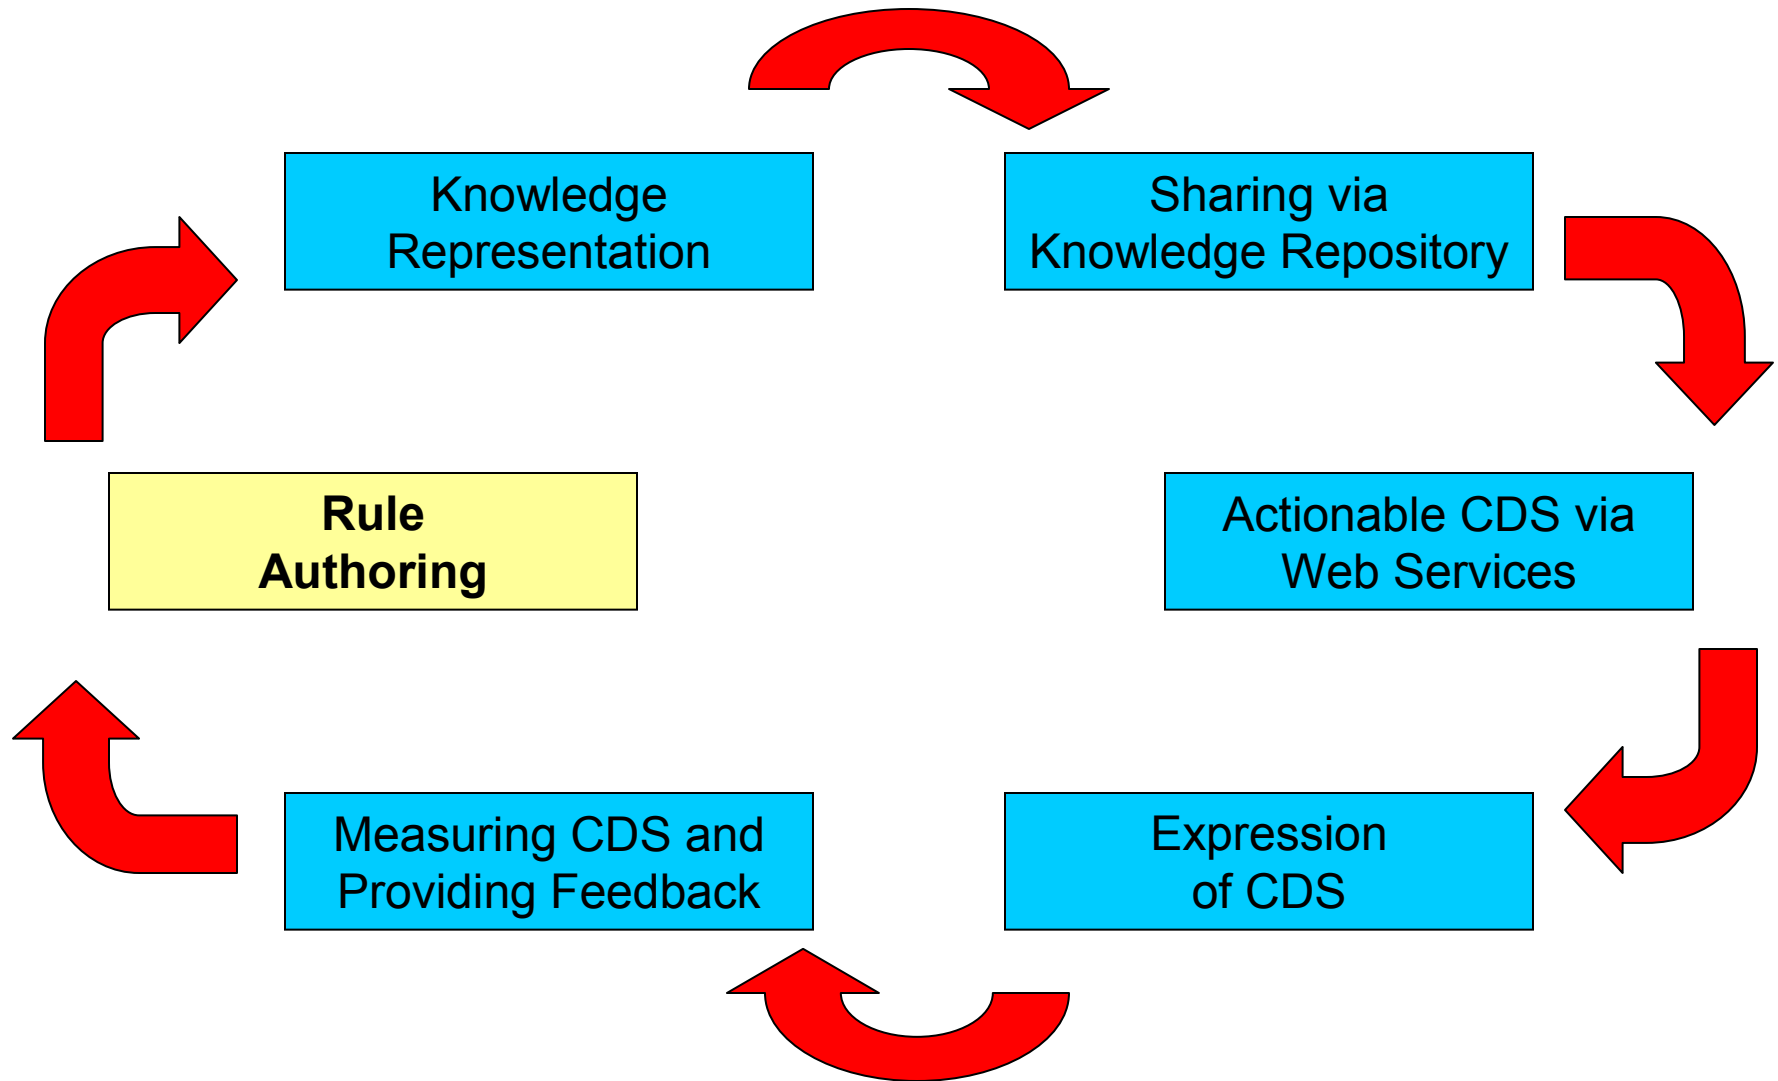 Knowledge
Representation
Sharing via
Knowledge Repository
Rule
Authoring
Actionable CDS via
Web Services
Measuring CDS and
Providing Feedback
Expression
of CDS